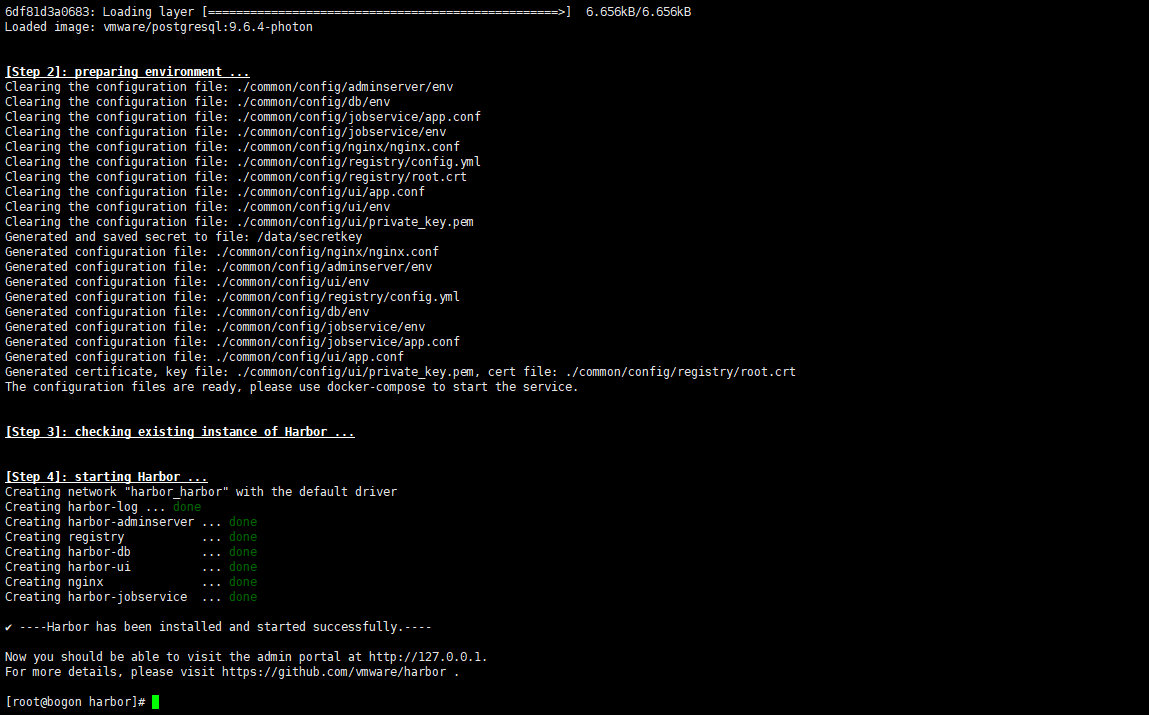 6df81d3a0683: Loading layer [==================================================>]  6.656kB/6.656kB
Loaded image: vmware/postgresql:9.6.4-photon
[Step 2]: preparing environment ...
Clearing the configuration file: ./common/config/adminserver/env
Clearing the configuration file: ./common/config/db/env
Clearing the configuration file: ./common/config/jobservice/app.conf
Clearing the configuration file: ./common/config/jobservice/env
Clearing the configuration file: ./common/config/nginx/nginx.conf
Clearing the configuration file: ./common/config/registry/config.yml
Clearing the configuration file: ./common/config/registry/root.crt
Clearing the configuration file: ./common/config/ui/app.conf
Clearing the configuration file: ./common/config/ui/env
Clearing the configuration file: ./common/config/ui/private_key.pem
Generated and saved secret to file: /data/secretkey
Generated configuration file: ./common/config/nginx/nginx.conf
Generated configuration file: ./common/config/adminserver/env
Generated configuration file: ./common/config/ui/env
Generated configuration file: ./common/config/registry/config.yml
Generated configuration file: ./common/config/db/env
Generated configuration file: ./common/config/jobservice/env
Generated configuration file: ./common/config/jobservice/app.conf
Generated configuration file: ./common/config/ui/app.conf
Generated certificate, key file: ./common/config/ui/private_key.pem, cert file: ./common/config/registry/root.crt
The configuration files are ready, please use docker-compose to start the service.
[Step 3]: checking existing instance of Harbor ...
[Step 4]: starting Harbor ...
Creating network "harbor_harbor" with the default driver
Creating harbor-log ... done
Creating harbor-adminserver ... done
Creating registry           ... done
Creating harbor-db          ... done
Creating harbor-ui          ... done
Creating nginx              ... done
Creating harbor-jobservice  ... done
✔ ----Harbor has been installed and started successfully.----
Now you should be able to visit the admin portal at http://127.0.0.1.
For more details, please visit https://github.com/vmware/harbor .
[root@bogon harbor]#